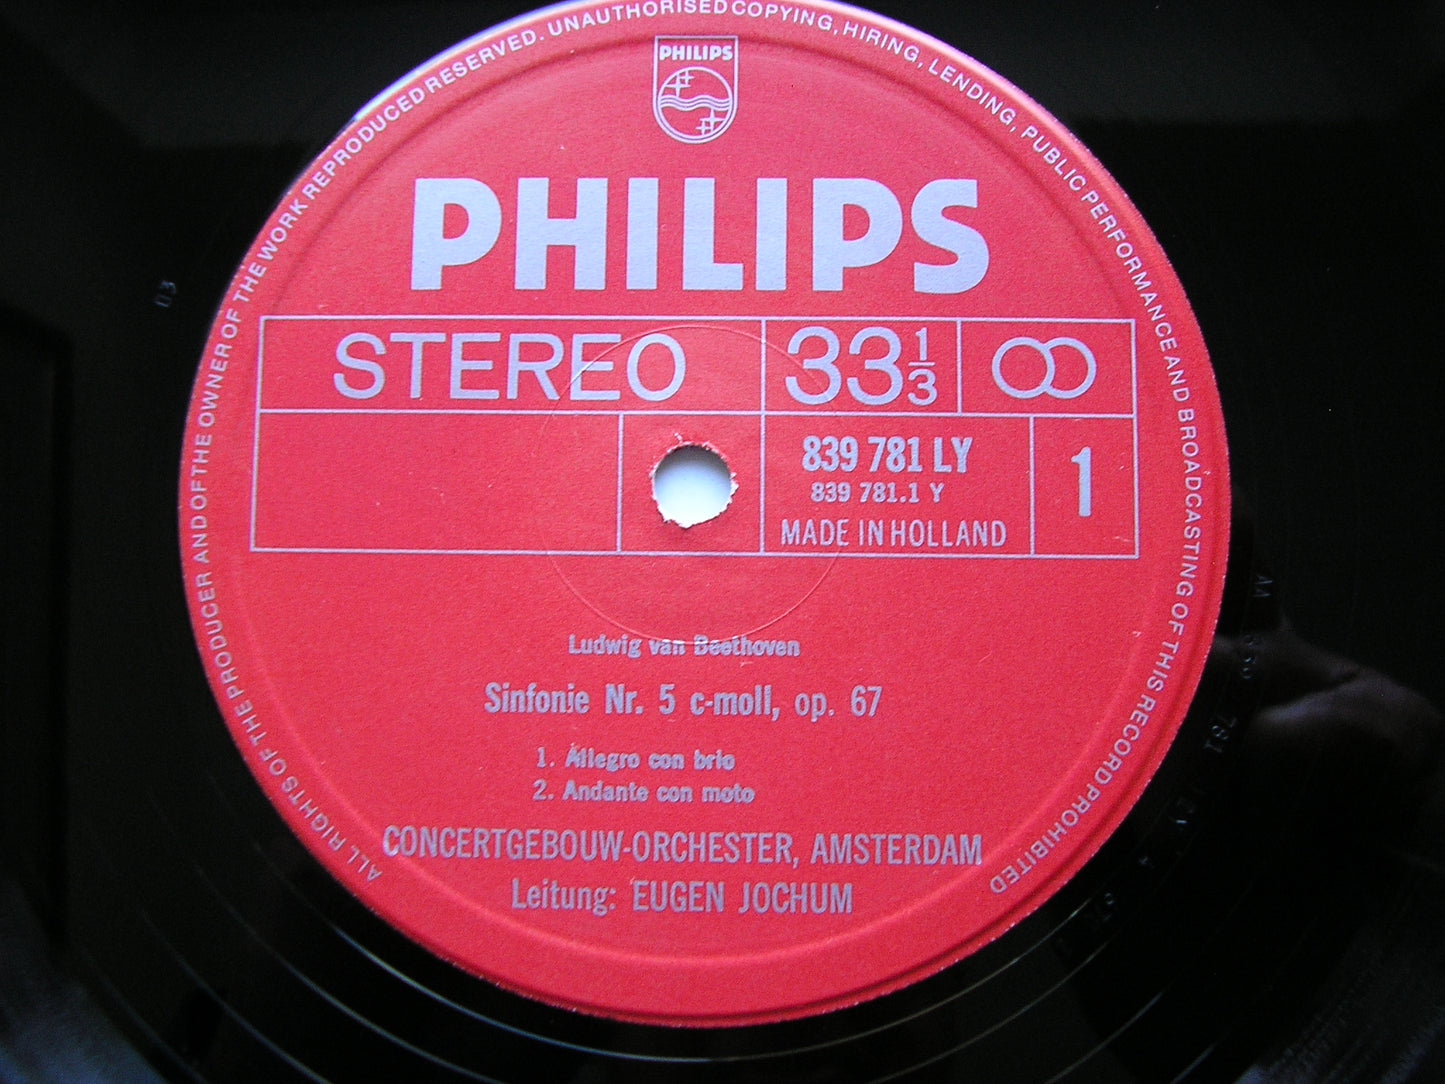 ALL RIGHTS OF THE PRODUCER AND OF THE OWNER OF THE WORK REPRODUCED RESERVED. UNAUTHORISED COPYING, HIRING, LENDING, PUBLIC PERFORMANCE AND BROADCASTING OF THIS RECORD PROHIBITED
PHILIPS
PHILIPS
STEREO 33 1/3
839 781 LY 1
839 781.1 Y
MADE IN HOLLAND
Ludwig van Beethoven
Sinfonie Nr. 5 c-moll, op. 67
1. Allegro con brio
2. Andante con moto
CONCERTGEBOUW-ORCHESTER, AMSTERDAM
Leitung: EUGEN JOCHUM